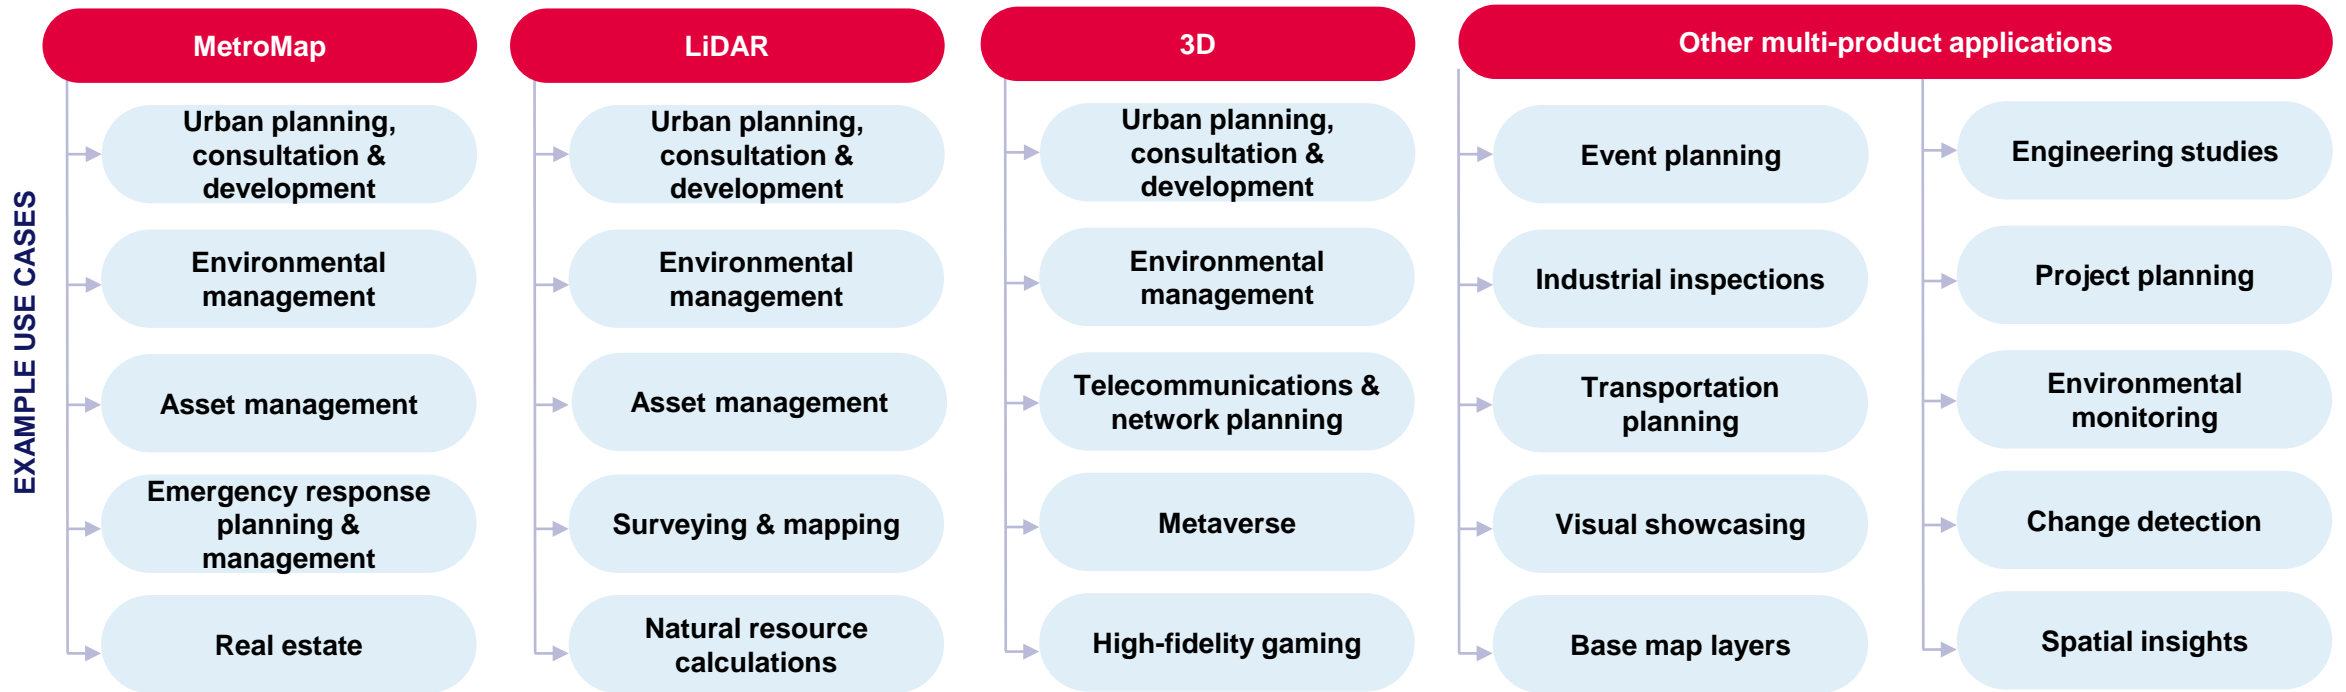 EXAMPLE USE CASES
MetroMap
Urban planning,
consultation &
development
Environmental
management
Asset management
Emergency response
planning &
management
Real estate
LiDAR
Urban planning,
consultation &
development
Environmental
management
Asset management
Surveying & mapping
Natural resource
calculations
3D
Urban planning,
consultation &
development
Environmental
management
Telecommunications &
network planning
Metaverse
High-fidelity gaming
Other multi-product applications
Event planning
Industrial inspections
Transportation
planning
Visual showcasing
Base map layers
Engineering studies
Project planning
Environmental
monitoring
Change detection
Spatial insights